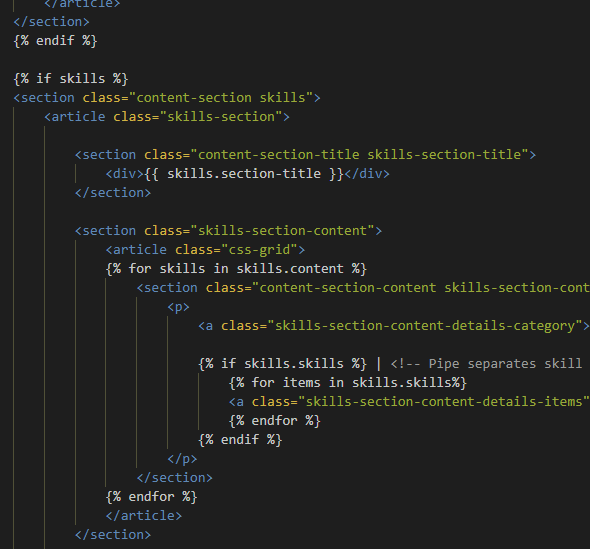 </article>
</section>
{% endif %}
{% if skills %}
<section class="content-section skills">
<article class="skills-section">
<section class="content-section-title skills-section-title">
<div>{{ skills.section-title }}</div>
</section>
<section class="skills-section-content">
<article class="css-grid">
{% for skills in skills.content %}
<section class="content-section-content skills-section-cont
<p>
<a class="skills-section-content-details-category">
{% if skills.skills %} | <!-- Pipe separates skill
{% for items in skills.skills%}
<a class="skills-section-content-details-items"
{% endfor %}
{% endif %}
</p>
</section>
{% endfor %}
</article>
</section>